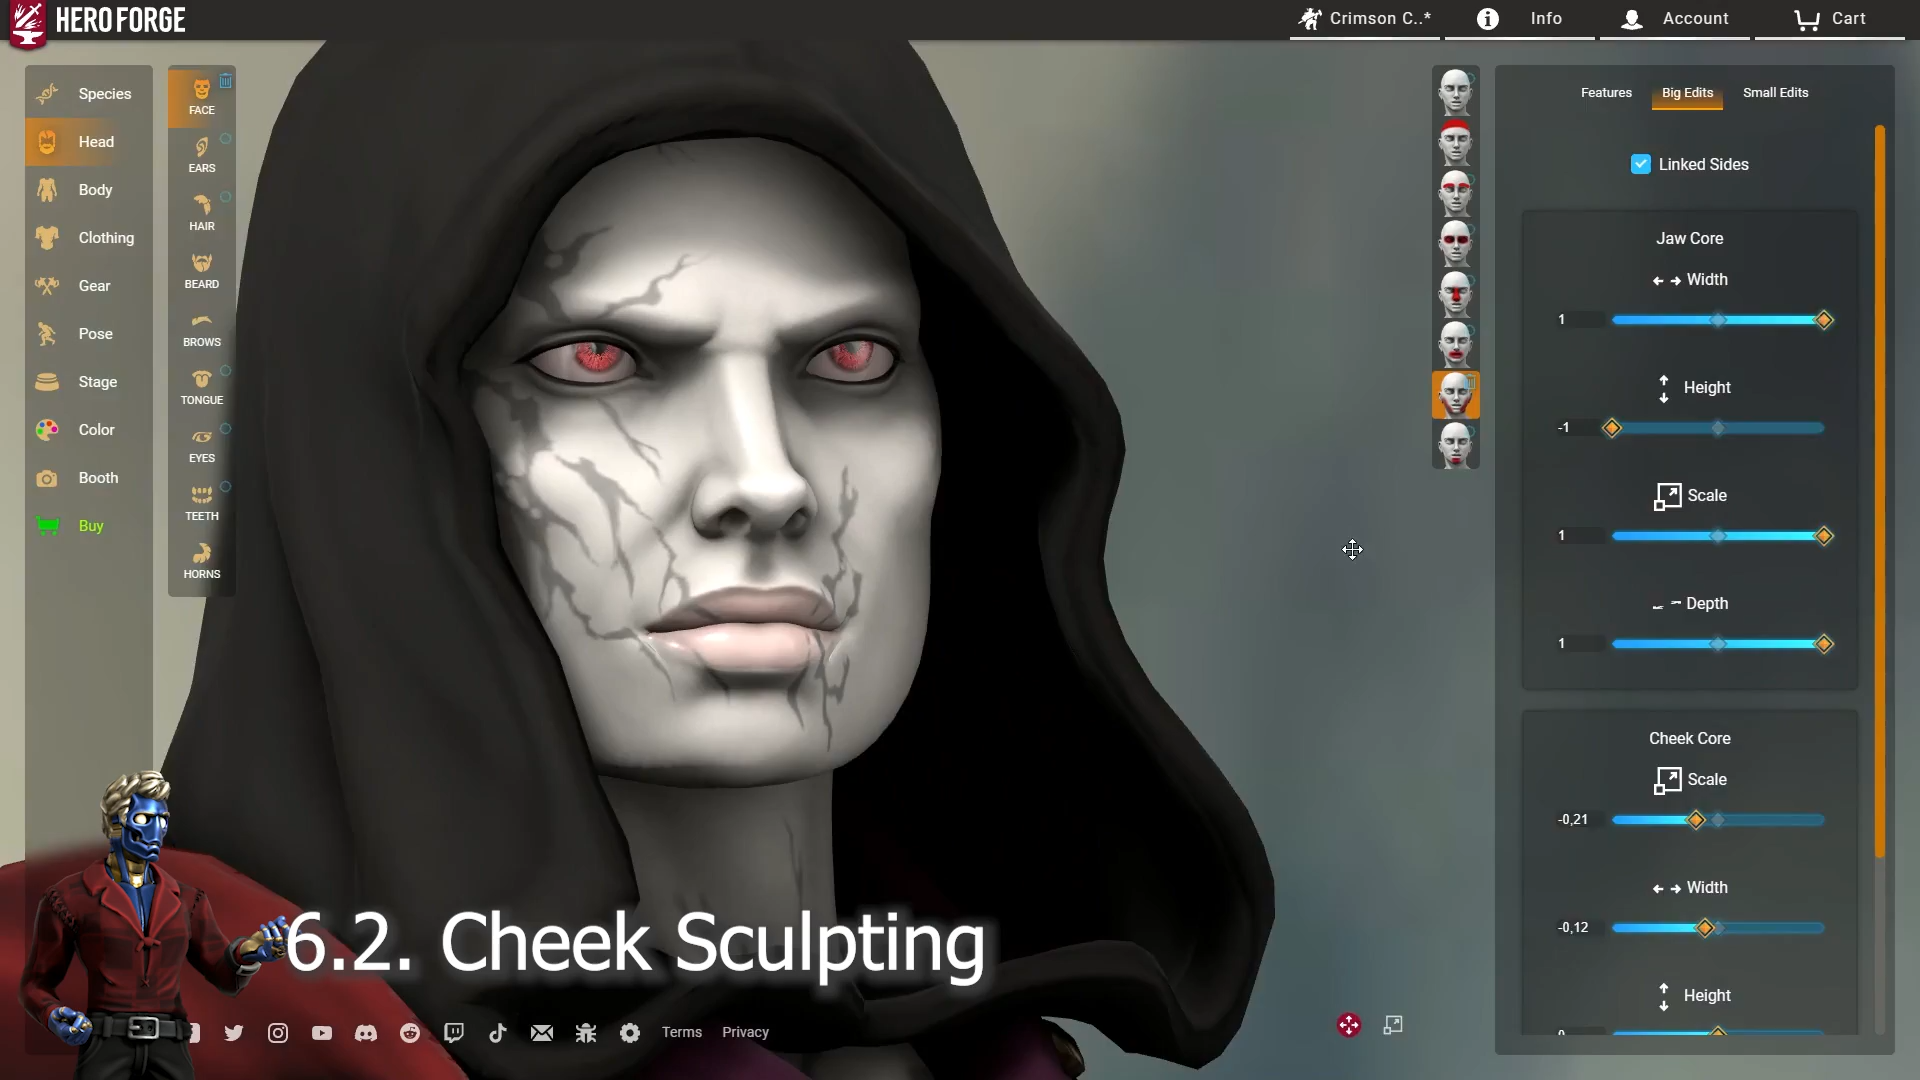 HERO FORGE
Crimson C..*
Info
Account
Cart
Species
Head
Body
Clothing
Gear
Pose
Stage
Color
Booth
Buy
FACE
EARS
HAIR
BEARD
BROWS
TONGUE
EYES
TEETH
HORNS
Features
Big Edits
Small Edits
Linked Sides
Jaw Core
Width
1
Height
-1
Scale
1
Depth
1
Cheek Core
Scale
-0,21
Width
-0,12
Height
6.2. Cheek Sculpting
Terms
Privacy